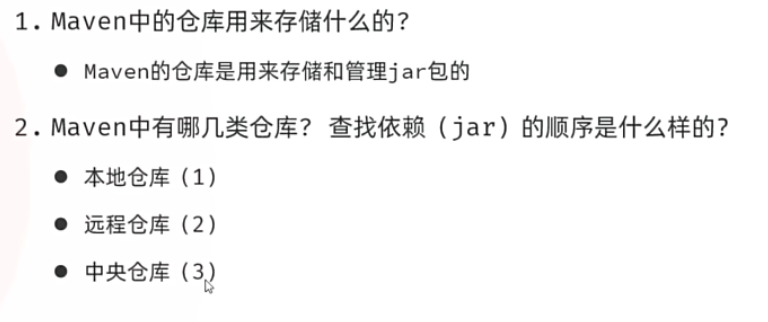 1. Maven中的仓库用来存储什么的？
● Maven的仓库是用来存储和管理jar包的
2. Maven中有哪几类仓库？ 查找依赖（jar）的顺序是什么样的？
● 本地仓库（1）
● 远程仓库（2）
● 中央仓库（3）